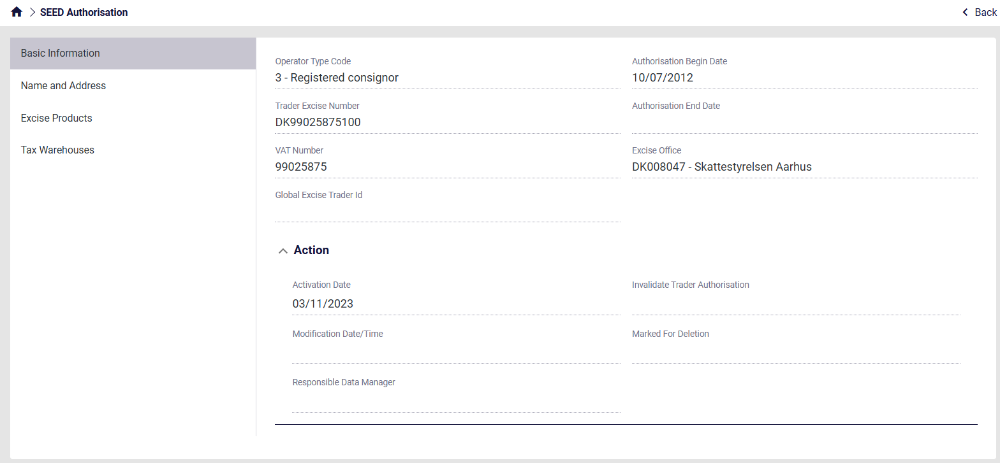 SEED Authorisation
Back
Basic Information
Name and Address
Excise Products
Tax Warehouses
Operator Type Code
3 - Registered consignor
Authorisation Begin Date
10/07/2012
Trader Excise Number
DK99025875100
Authorisation End Date
VAT Number
99025875
Excise Office
DK008047 - Skattestyrelsen Aarhus
Global Excise Trader Id
Action
Activation Date
03/11/2023
Invalidate Trader Authorisation
Modification Date/Time
Marked For Deletion
Responsible Data Manager